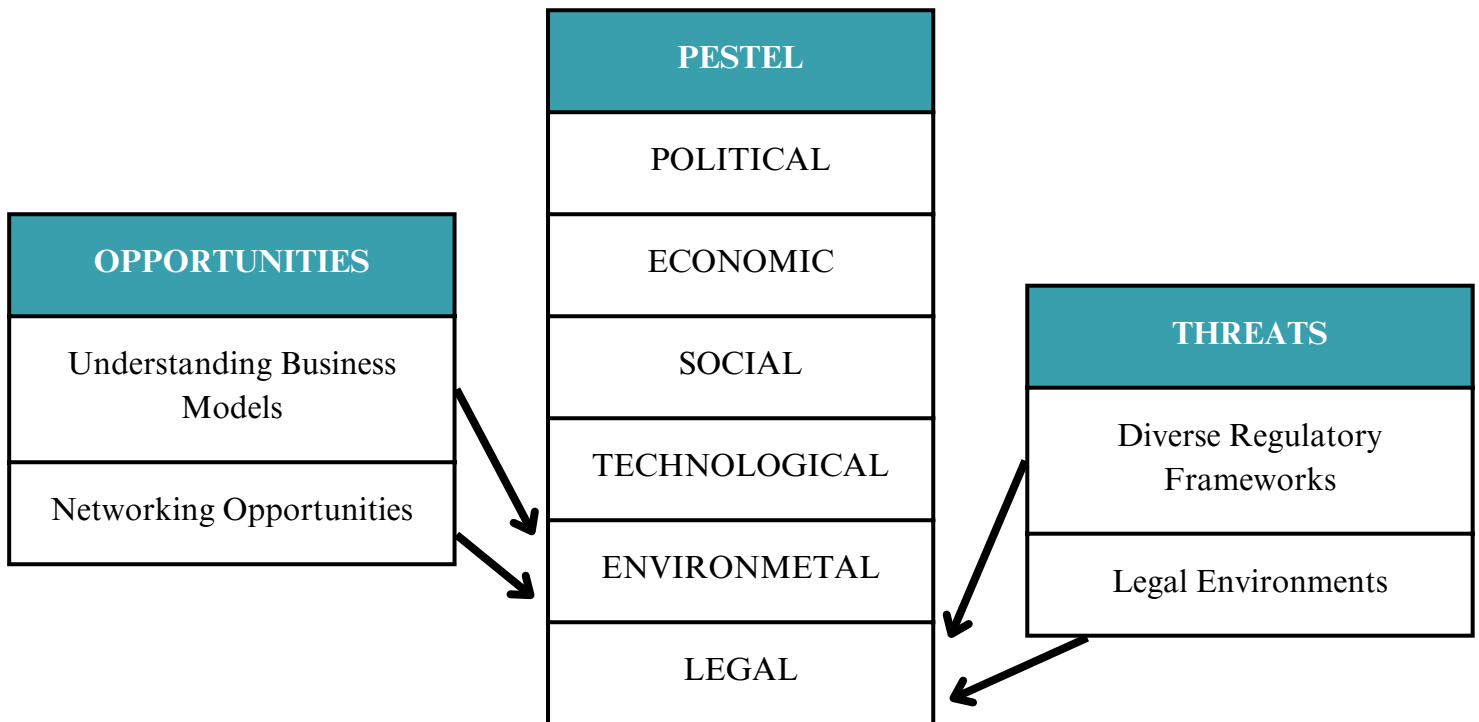 PESTEL
POLITICAL
ECONOMIC
SOCIAL
TECHNOLOGICAL
ENVIRONMETAL
LEGAL
OPPORTUNITIES
Understanding Business
Models
Networking Opportunities
THREATS
Diverse Regulatory
Frameworks
Legal Environments